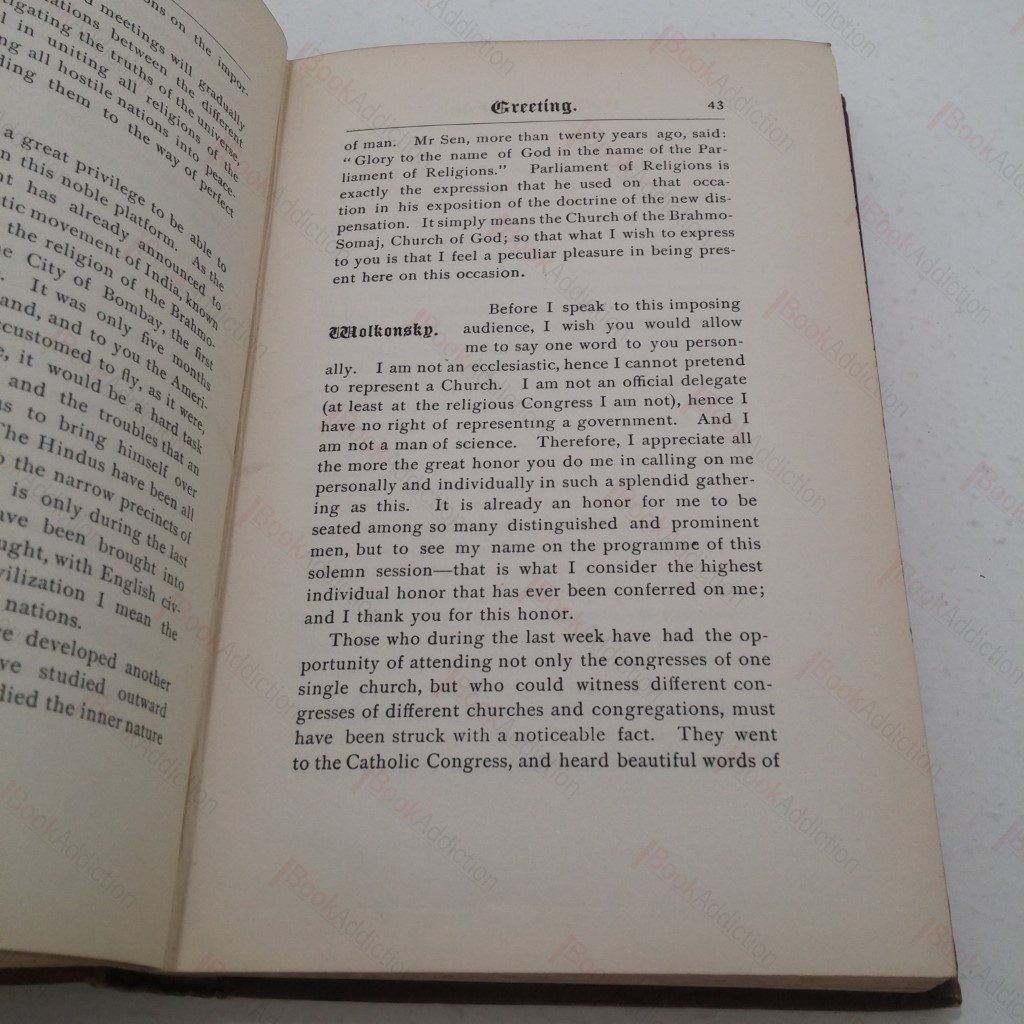 ons on the impor-
d meetings will gradually
ations between the different
tigating the truths of the universe,
l in uniting all religions of the
ng all hostile nations into peace-
ding them to the way of perfect
a great privilege to be able to
n this noble platform. As the
nt has already announced to
tic movement of India, known
the religion of the Brahmo-
e City of Bombay, the first
It was only five months
and, and to you the Ameri-
ccustomed to fly, as it were,
e, it would be a hard task
and the troubles that an
as to bring himself over
The Hindus have been all
o the narrow precincts of
is only during the last
ave been brought into
ught, with English civ-
vilization I mean the
nations.
ve developed another
ve studied outward
died the inner nature
Greeting. 43
of man. Mr Sen, more than twenty years ago, said:
"Glory to the name of God in the name of the Par-
liament of Religions." Parliament of Religions is
exactly the expression that he used on that occa-
tion in his exposition of the doctrine of the new dis-
pensation. It simply means the Church of the Brahmo-
Somaj, Church of God; so that what I wish to express
to you is that I feel a peculiar pleasure in being pres-
ent here on this occasion.
Before I speak to this imposing
Wolkonsky. audience, I wish you would allow
me to say one word to you person-
ally. I am not an ecclesiastic, hence I cannot pretend
to represent a Church. I am not an official delegate
(at least at the religious Congress I am not), hence I
have no right of representing a government. And I
am not a man of science. Therefore, I appreciate all
the more the great honor you do me in calling on me
personally and individually in such a splendid gather-
ing as this. It is already an honor for me to be
seated among so many distinguished and prominent
men, but to see my name on the programme of this
solemn session—that is what I consider the highest
individual honor that has ever been conferred on me;
and I thank you for this honor.
Those who during the last week have had the op-
portunity of attending not only the congresses of one
single church, but who could witness different con-
gresses of different churches and congregations, must
have been struck with a noticeable fact. They went
to the Catholic Congress, and heard beautiful words of